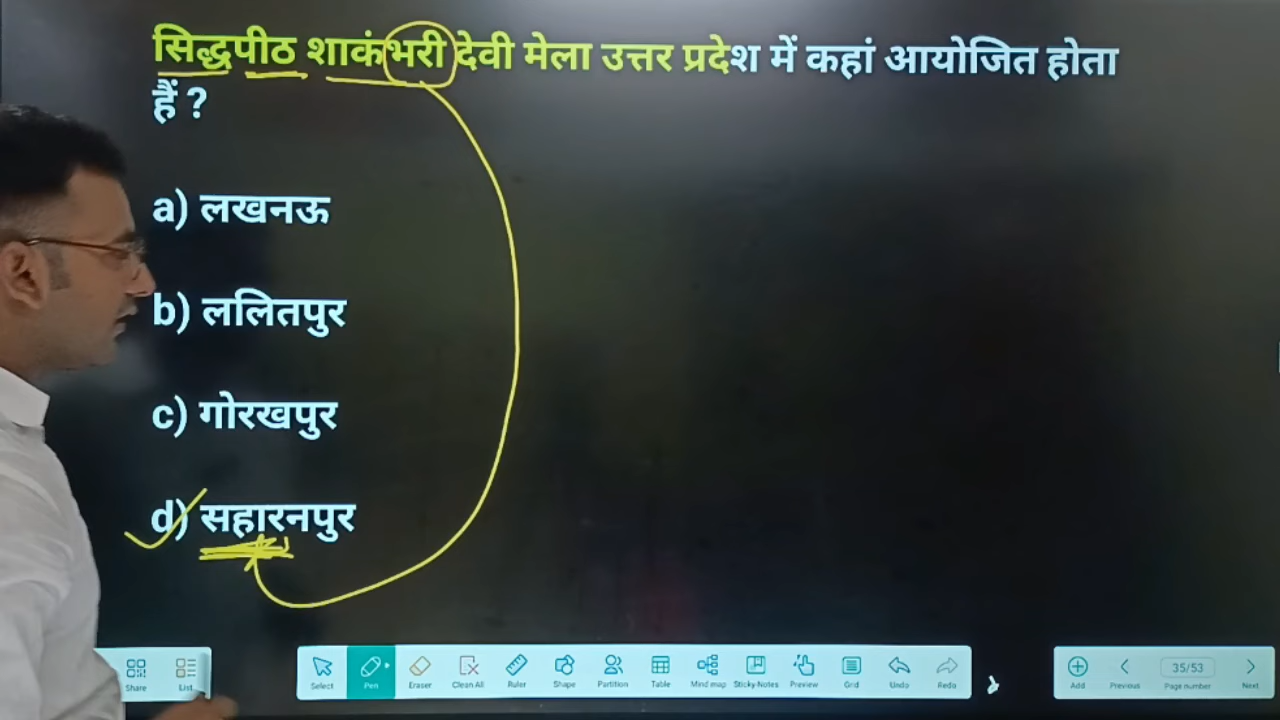 सिद्धपीठ शाकंभरी देवी मेला उत्तर प्रदेश में कहां आयोजित होता
हैं ?
a) लखनऊ
b) ललितपुर
c) गोरखपुर
d) सहारनपुर
Share List Select Pen Eraser Clean All Ruler Shape Partition Table Mind map Sticky Notes Preview Grid Undo Redo Add Previous 35/53 Page number Next